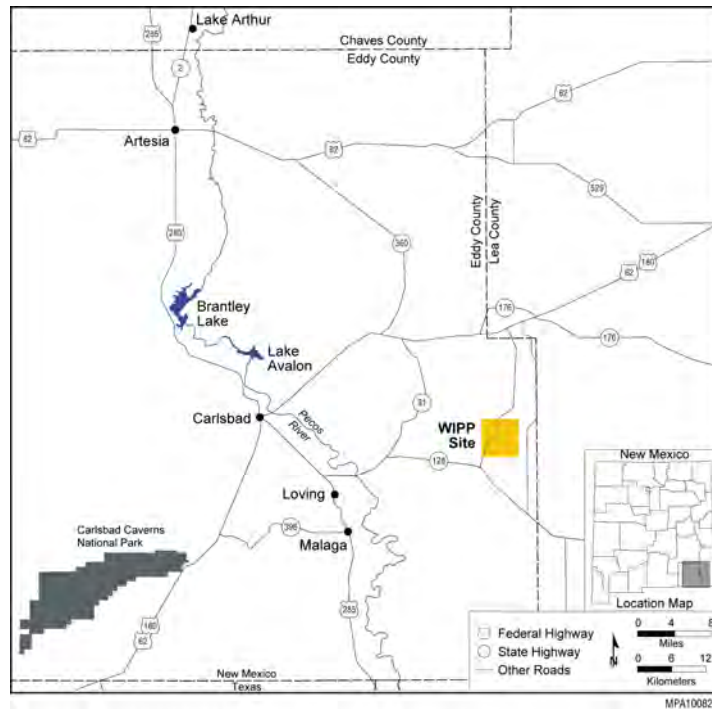 Lake Arthur
285
Chaves County
Eddy County
2
82
82
Artesia
82
529
Eddy County
Lea County
285
360
180
62
Brantley
Lake
176
176
Lake
Avalon
31
Pecos
River
WIPP
Site
Carlsbad
128
New Mexico
Loving
Carlsbad Caverns
National Park
396
Malaga
Location Map
285
180
62
Federal Highway
State Highway
Other Roads
N
0 4 8
Miles
0 6 12
Kilometers
New Mexico
Texas
MPA10082